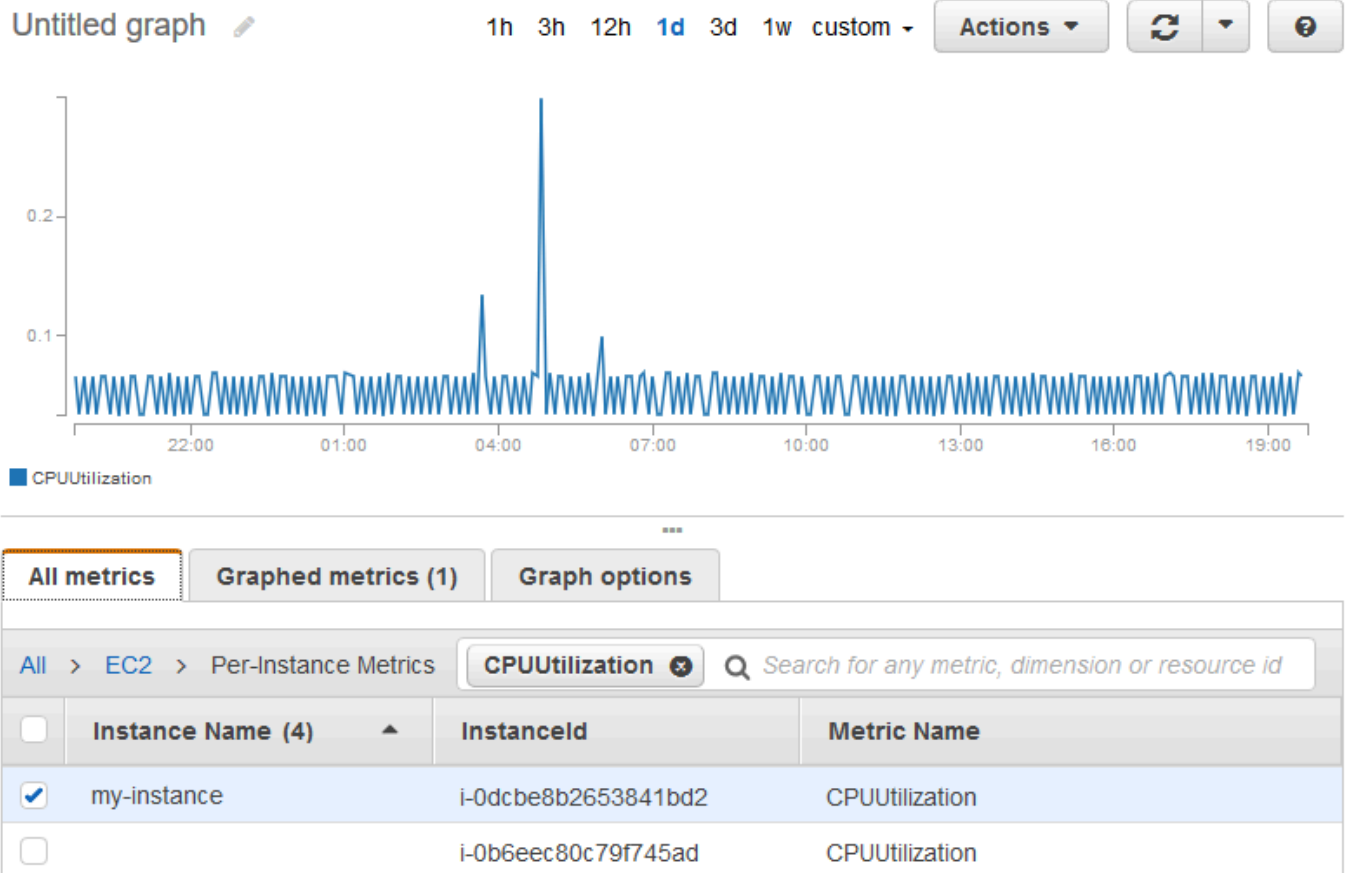 Untitled graph 1h 3h 12h 1d 3d 1w custom Actions
0.2
0.1
22:00 01:00 04:00 07:00 10:00 13:00 16:00 19:00
CPUUtilization
All metrics Graphed metrics (1) Graph options
All > EC2 > Per-Instance Metrics CPUUtilization Search for any metric, dimension or resource id
Instance Name (4) InstanceId Metric Name
my-instance i-0dcbe8b2653841bd2 CPUUtilization
i-0b6eec80c79f745ad CPUUtilization